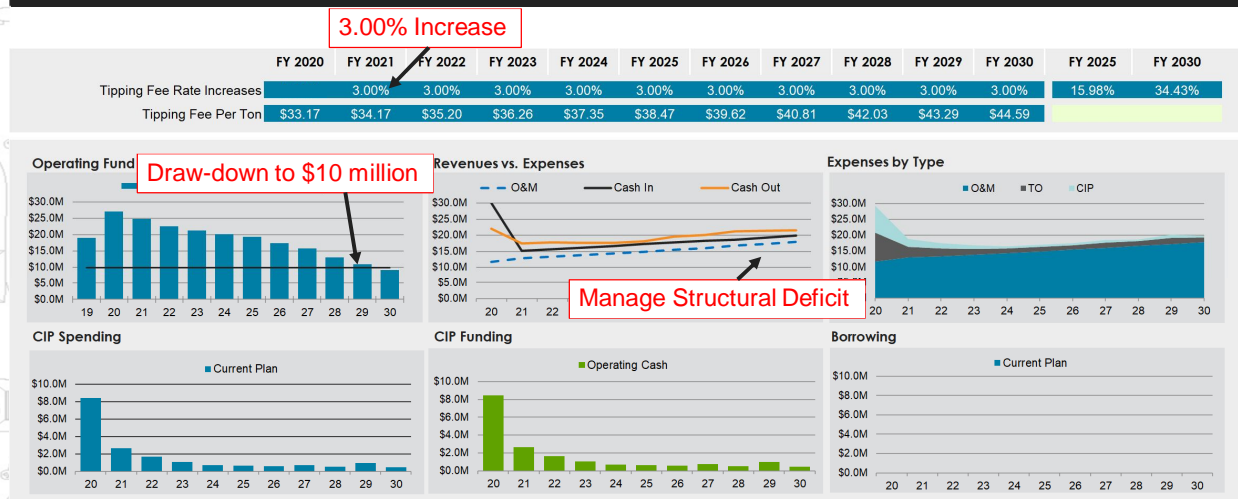 3.00% Increase
FY 2020 FY 2021 FY 2022 FY 2023 FY 2024 FY 2025 FY 2026 FY 2027 FY 2028 FY 2029 FY 2030 FY 2025 FY 2030
Tipping Fee Rate Increases 3.00% 3.00% 3.00% 3.00% 3.00% 3.00% 3.00% 3.00% 3.00% 3.00% 15.98% 34.43%
Tipping Fee Per Ton $33.17 $34.17 $35.20 $36.26 $37.35 $38.47 $39.62 $40.81 $42.03 $43.29 $44.59
Operating Fund
Draw-down to $10 million
$30.0M
$25.0M
$20.0M
$15.0M
$10.0M
$5.0M
$0.0M
19 20 21 22 23 24 25 26 27 28 29 30
Revenues vs. Expenses
O&M Cash In Cash Out
$30.0M
$25.0M
$20.0M
$15.0M
$10.0M
$5.0M
$0.0M
20 21 22
Manage Structural Deficit
Expenses by Type
O&M TO CIP
$30.0M
$25.0M
$20.0M
$15.0M
$10.0M
$0.0M
20 21 22 23 24 25 26 27 28 29 30
CIP Spending
Current Plan
$10.0M
$8.0M
$6.0M
$4.0M
$2.0M
$0.0M
20 21 22 23 24 25 26 27 28 29 30
CIP Funding
Operating Cash
$10.0M
$8.0M
$6.0M
$4.0M
$2.0M
$0.0M
20 21 22 23 24 25 26 27 28 29 30
Borrowing
Current Plan
$10.0M
$8.0M
$6.0M
$4.0M
$2.0M
$0.0M
20 21 22 23 24 25 26 27 28 29 30